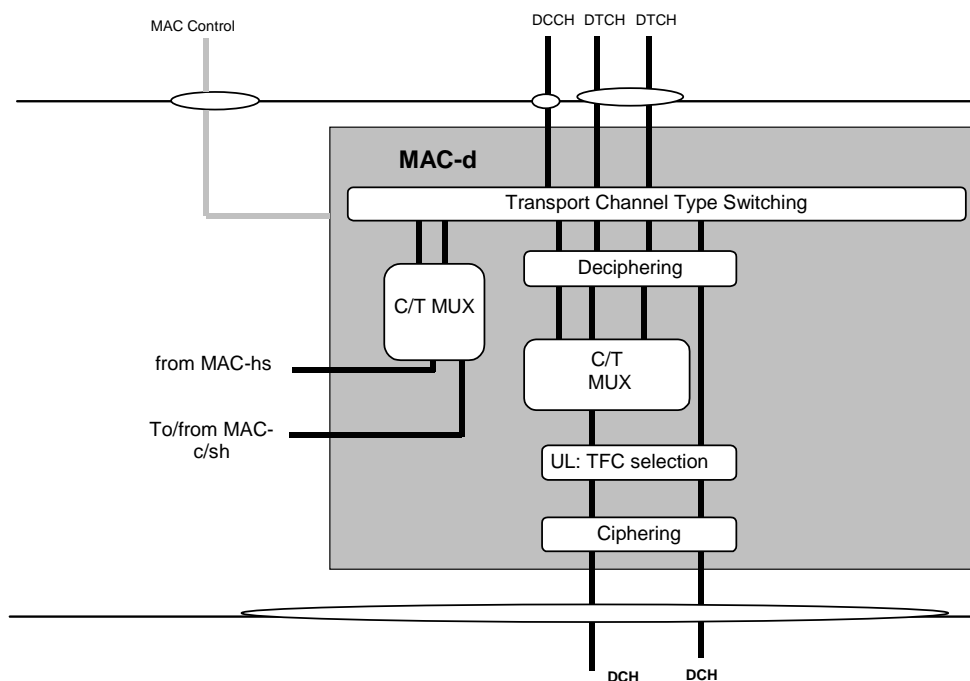 MAC Control
DCCH DTCH DTCH
MAC-d
Transport Channel Type Switching
Deciphering
C/T MUX
from MAC-hs
C/T
MUX
To/from MAC-
c/sh
UL: TFC selection
Ciphering
DCH DCH